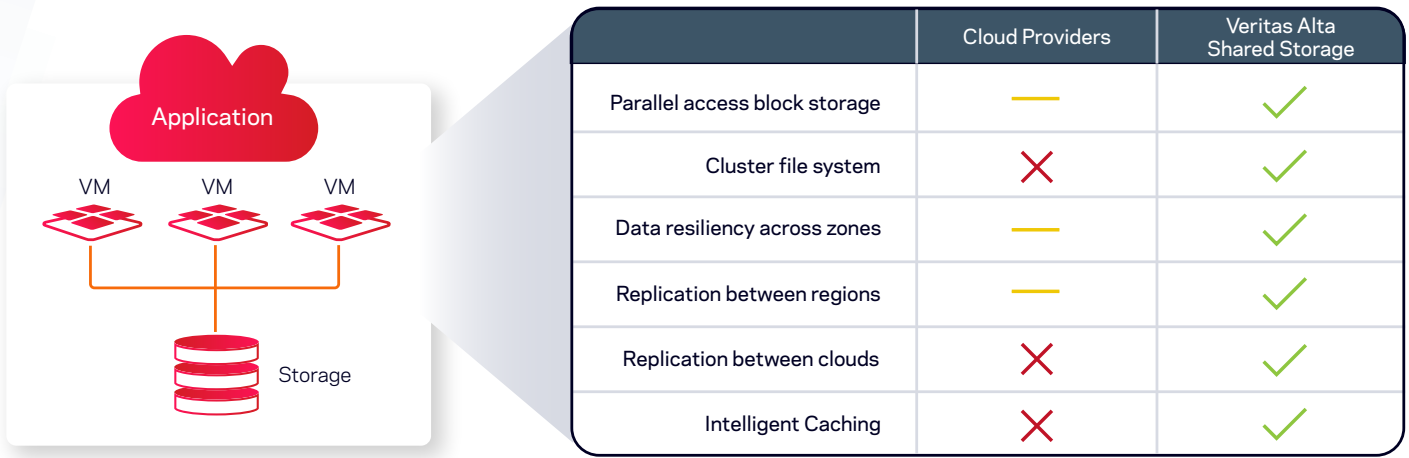 Application
VM
VM
VM
Storage
Cloud Providers
Veritas Alta
Shared Storage
Parallel access block storage
Cluster file system
Data resiliency across zones
Replication between regions
Replication between clouds
Intelligent Caching